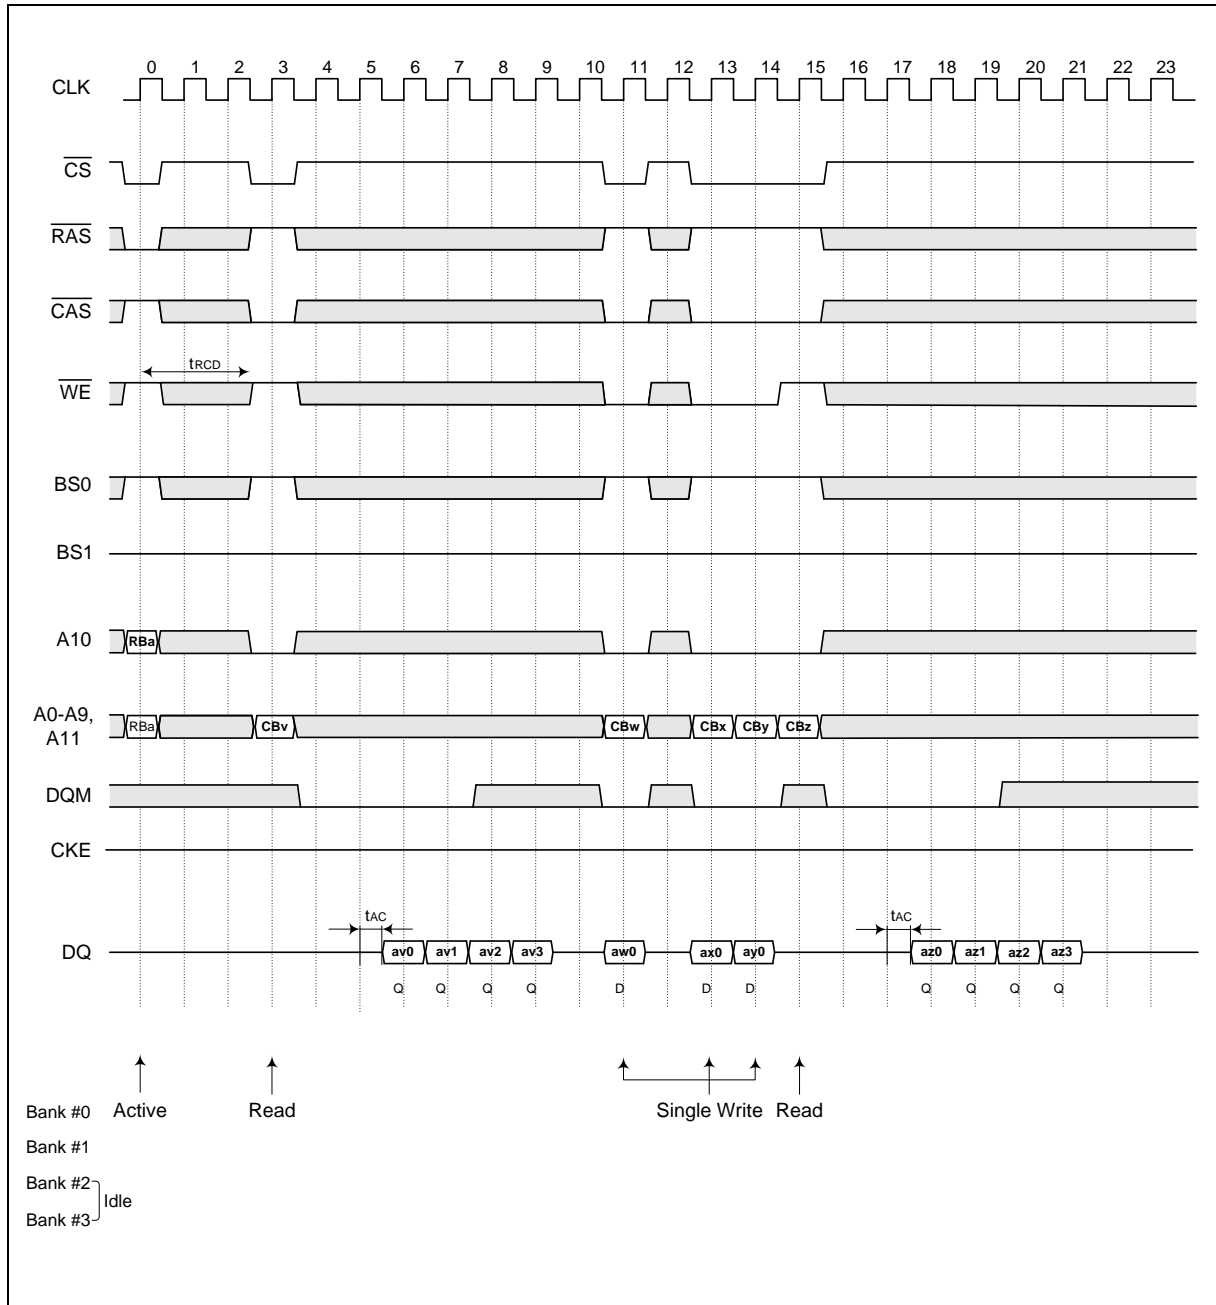 0 1 2 3 4 5 6 7 8 9 10 11 12 13 14 15 16 17 18 19 20 21 22 23
CLK
CS
RAS
CAS
tRCD
WE
BS0
BS1
A10 RBa
A0-A9, A11 RBa CBv CBw CBx CBy CBz
DQM
CKE
tAC tAC
DQ av0 av1 av2 av3 aw0 ax0 ay0 az0 az1 az2 az3
Q Q Q Q D D D Q Q Q Q
Bank #0 Active Read Single Write Read
Bank #1
Bank #2
Idle
Bank #3